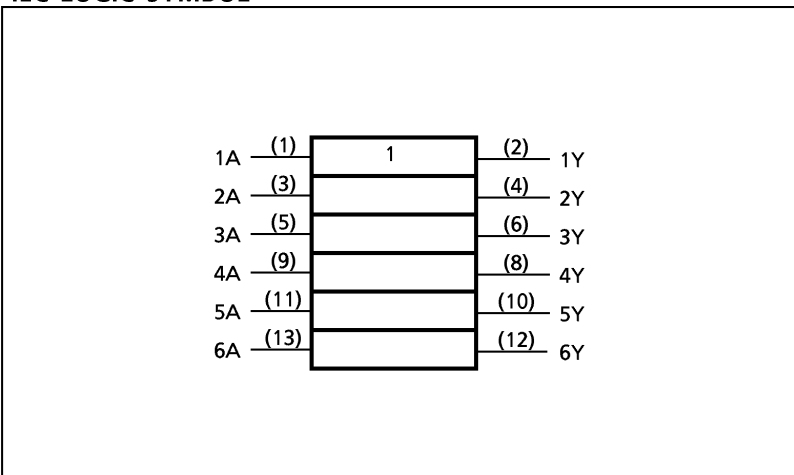 IEC LOGIC SYMBOL
1A (1) 1 (2) 1Y
2A (3) (4) 2Y
3A (5) (6) 3Y
4A (9) (8) 4Y
5A (11) (10) 5Y
6A (13) (12) 6Y